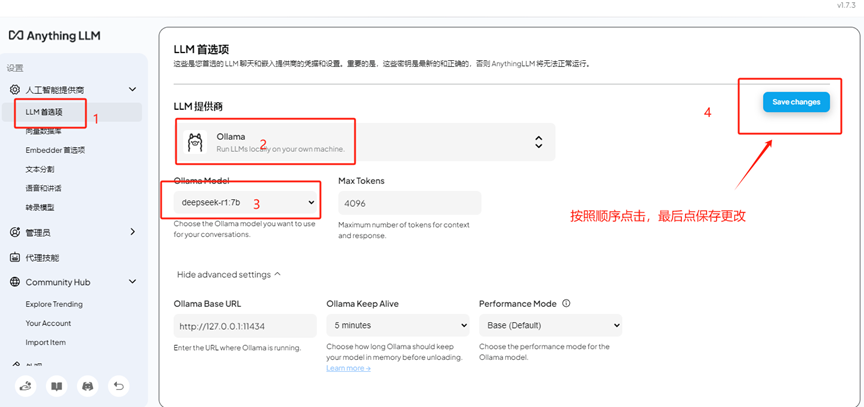 v1.7.3
Anything LLM
设置
人工智能提供商
LLM 首选项
1
向量数据库
Embedder 首选项
文本分割
语音和讲话
转录模型
管理员
代理技能
Community Hub
Explore Trending
Your Account
Import Item
LLM 首选项
这些是您首选的 LLM 聊天和嵌入提供商的凭据和设置。重要的是，这些密钥是最新的和正确的，否则 AnythingLLM 将无法正常运行。
Save changes
4
LLM 提供商
Ollama
Run LLMs locally on your own machine.
2
Ollama Model
deepseek-r1:7b
3
Choose the Ollama model you want to use
for your conversations.
Max Tokens
4096
Maximum number of tokens for context
and response.
按照顺序点击，最后点保存更改
Hide advanced settings
Ollama Base URL
http://127.0.0.1:11434
Enter the URL where Ollama is running.
Ollama Keep Alive
5 minutes
Choose how long Ollama should keep
your model in memory before unloading.
Learn more →
Performance Mode
Base (Default)
Choose the performance mode for the
Ollama model.